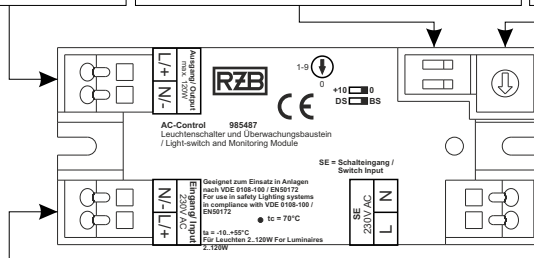 L/+
N/-
Ausgang/ Output
max. 120W
RZB
1-9
0
+10 0
DS BS
CE
AC-Control 985487
Leuchtenschalter und Überwachungsbaustein
/ Light-switch and Monitoring Module
SE = Schalteingang /
Switch Input
N/-
L/+
Eingang/ Input
230V AC
Geeignet zum Einsatz in Anlagen
nach VDE 0108-100 / EN50172
For use in safety Lighting systems
in compliance with VDE 0108-100 /
EN50172
tc = 70°C
ta = -10..+55°C
Für Leuchten 2..120W For Luminaires
2..120W
SE
230V AC
N
L